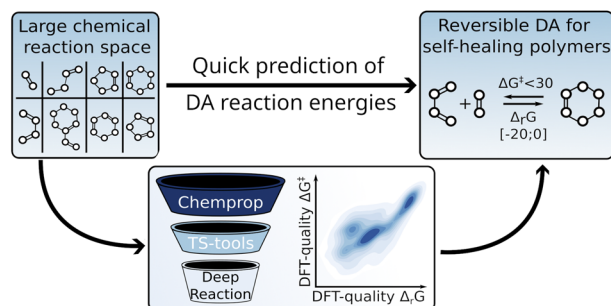 Large chemical
reaction space
Quick prediction of
DA reaction energies
Reversible DA for
self-healing polymers
+
ΔG‡<30
ΔrG
[-20;0]
Chemprop
TS-tools
Deep
Reaction
DFT-quality ΔG‡
DFT-quality ΔrG